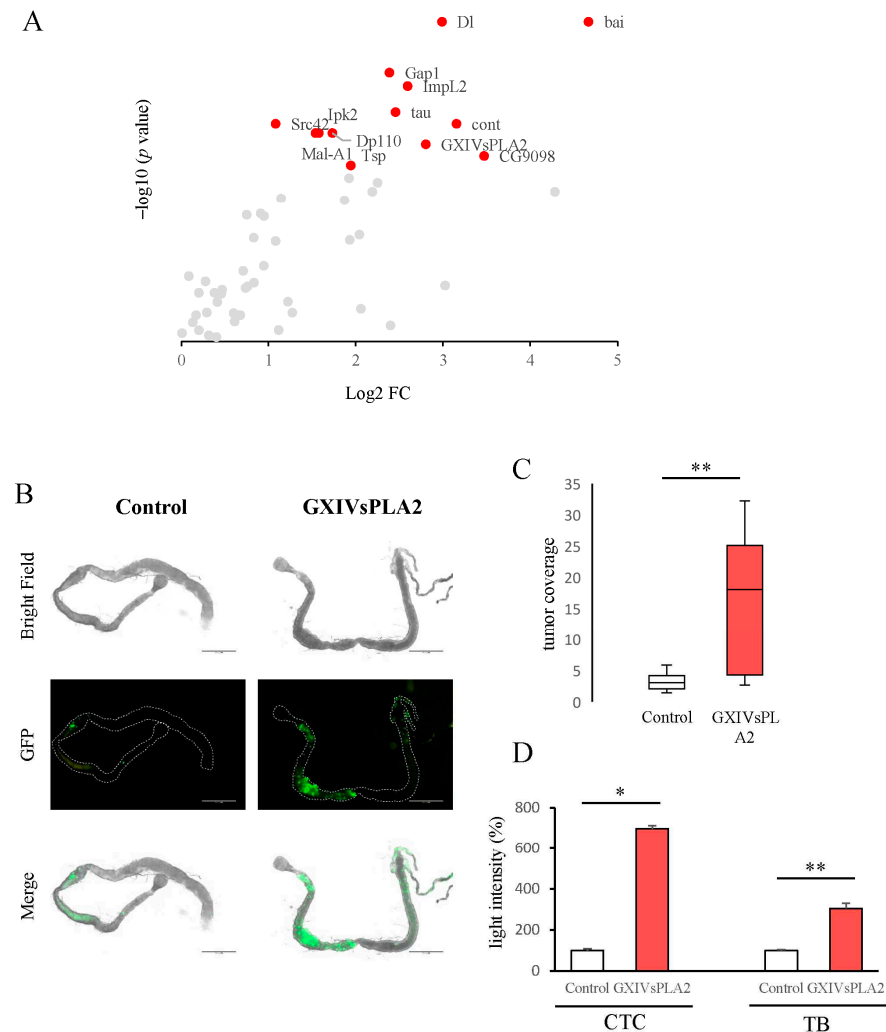 A
Dl
bai
Gap1
ImpL2
tau
Src42
Ipk2
cont
Dp110
GXIVsPLA2
Mal-A1
Tsp
CG9098
−log10 (p value)
0 1 2 3 4 5
Log2 FC
B
Control
GXIVsPLA2
Bright Field
GFP
Merge
C
**
35
30
25
20
15
10
5
0
tumor coverage
Control
GXIVsPL
A2
D
*
**
800
600
400
200
0
light intensity (%)
Control GXIVsPLA2
Control GXIVsPLA2
CTC
TB